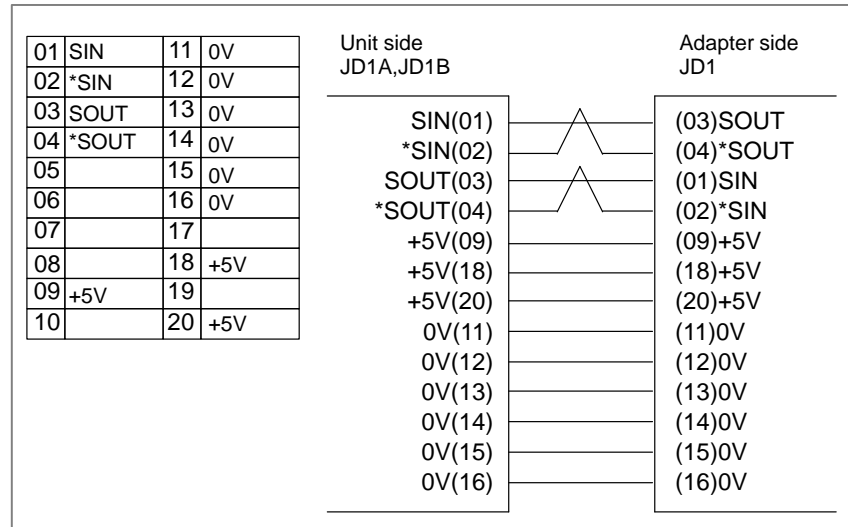 01 SIN 11 0V
02 *SIN 12 0V
03 SOUT 13 0V
04 *SOUT 14 0V
05 15 0V
06 16 0V
07 17
08 18 +5V
09 +5V 19
10 20 +5V
Unit side
JD1A,JD1B
Adapter side
JD1
SIN(01) (03)SOUT
*SIN(02) (04)*SOUT
SOUT(03) (01)SIN
*SOUT(04) (02)*SIN
+5V(09) (09)+5V
+5V(18) (18)+5V
+5V(20) (20)+5V
0V(11) (11)0V
0V(12) (12)0V
0V(13) (13)0V
0V(14) (14)0V
0V(15) (15)0V
0V(16) (16)0V